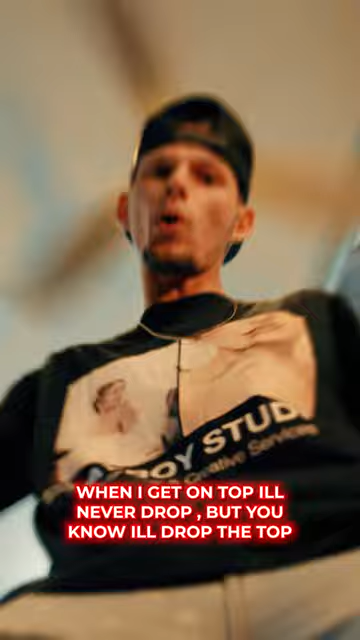 STUD
Creative Services
WHEN I GET ON TOP ILL
NEVER DROP , BUT YOU
KNOW ILL DROP THE TOP